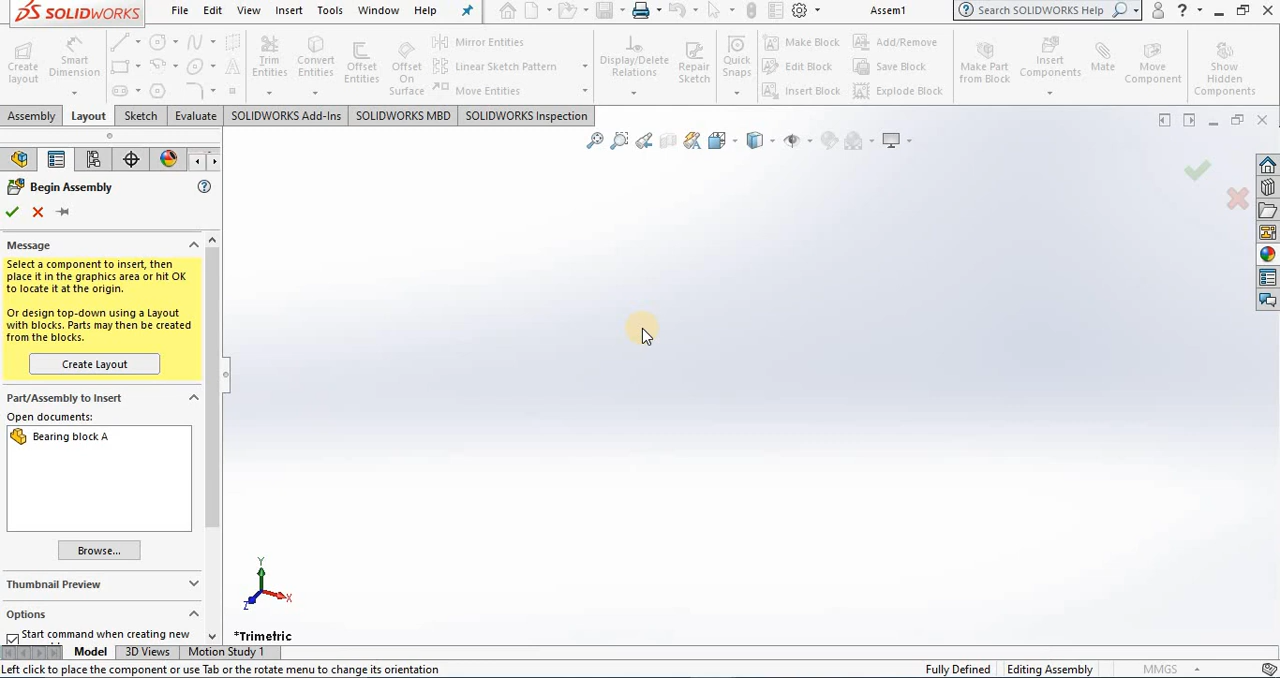 SOLIDWORKS File Edit View Insert Tools Window Help Assem1 Search SOLIDWORKS Help ?
Create layout
Smart Dimension
Trim Entities
Convert Entities
Offset Entities
Offset On Surface
Mirror Entities
Linear Sketch Pattern
Move Entities
Display/Delete Relations
Repair Sketch
Quick Snaps
Make Block
Edit Block
Insert Block
Add/Remove
Save Block
Explode Block
Make Part from Block
Insert Components
Mate
Move Component
Show Hidden Components
Assembly Layout Sketch Evaluate SOLIDWORKS Add-Ins SOLIDWORKS MBD SOLIDWORKS Inspection
Begin Assembly ?
Message
Select a component to insert, then
place it in the graphics area or hit OK
to locate it at the origin.
Or design top-down using a Layout
with blocks. Parts may then be created
from the blocks.
Create Layout
Part/Assembly to Insert
Open documents:
Bearing block A
Browse...
Thumbnail Preview
Options
Start command when creating new
Y
X
Z
*Trimetric
Model 3D Views Motion Study 1
Left click to place the component or use Tab or the rotate menu to change its orientation Fully Defined Editing Assembly MMGS